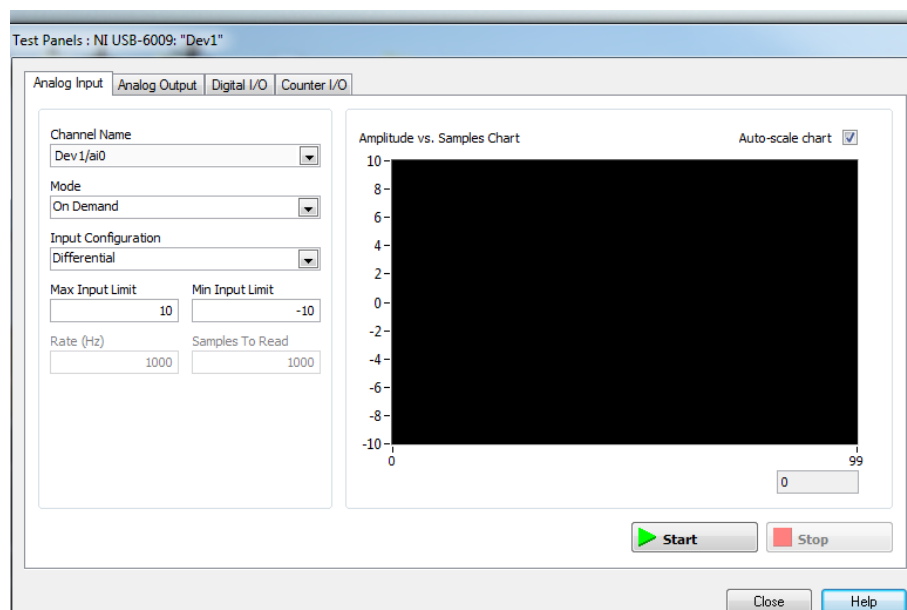 Test Panels : NI USB-6009: "Dev1"
Analog Input Analog Output Digital I/O Counter I/O
Channel Name
Dev1/ai0
Mode
On Demand
Input Configuration
Differential
Max Input Limit Min Input Limit
10 -10
Rate (Hz) Samples To Read
1000 1000
Amplitude vs. Samples Chart Auto-scale chart
10
8
6
4
2
0
-2
-4
-6
-8
-10
0 99
0
Start Stop
Close Help